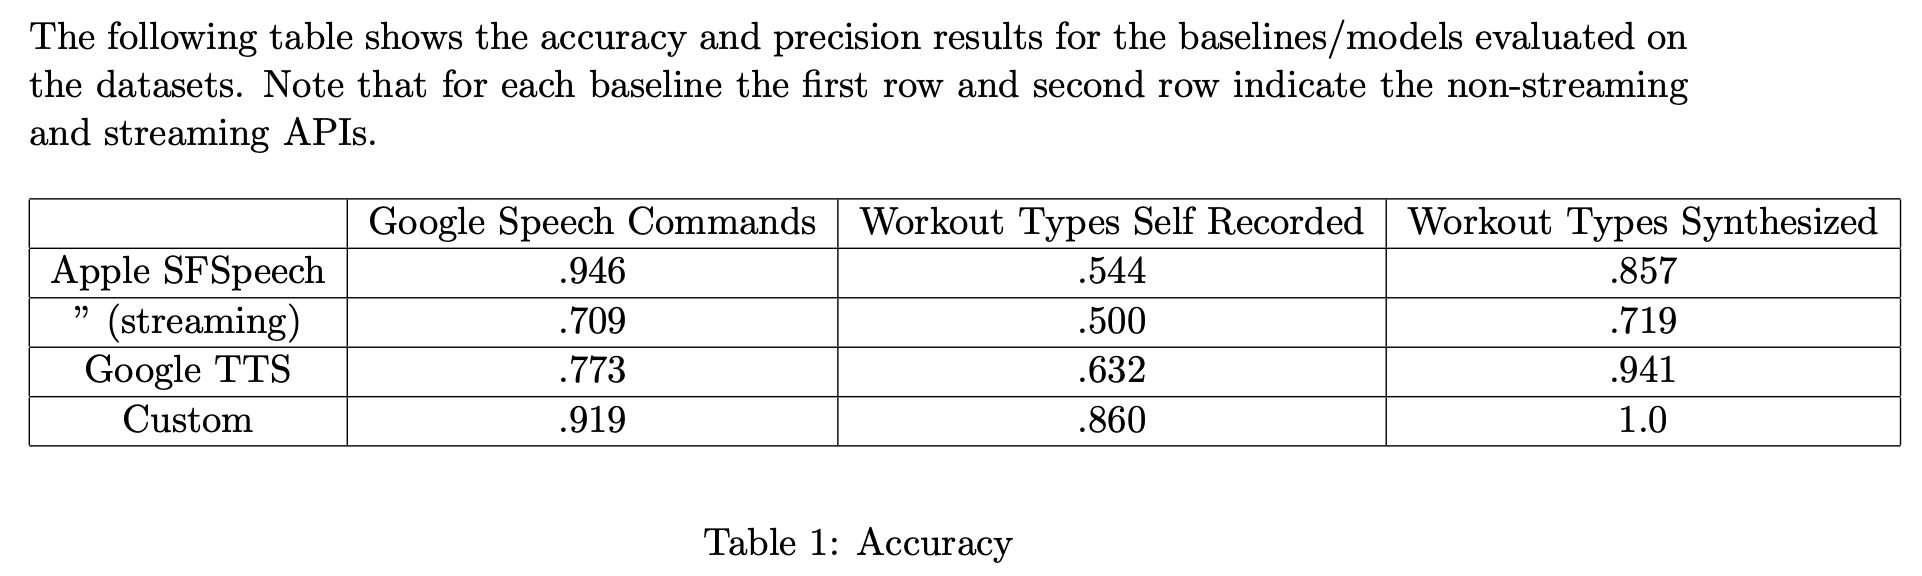 The following table shows the accuracy and precision results for the baselines/models evaluated on
the datasets. Note that for each baseline the first row and second row indicate the non-streaming
and streaming APIs.
Google Speech Commands Workout Types Self Recorded Workout Types Synthesized
Apple SFSpeech .946 .544 .857
” (streaming) .709 .500 .719
Google TTS .773 .632 .941
Custom .919 .860 1.0
Table 1: Accuracy